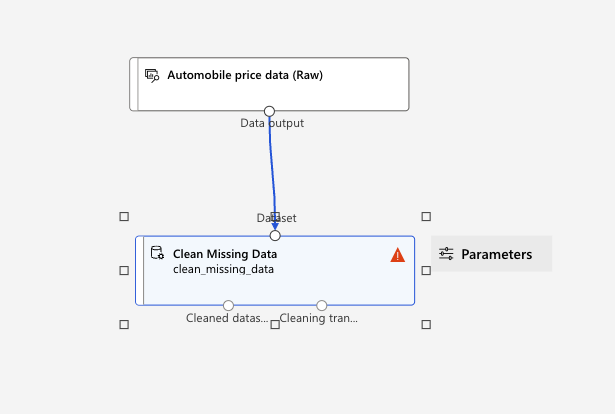 Automobile price data (Raw)
Data output
Dataset
Clean Missing Data
clean_missing_data
Parameters
Cleaned datas...
Cleaning tran...